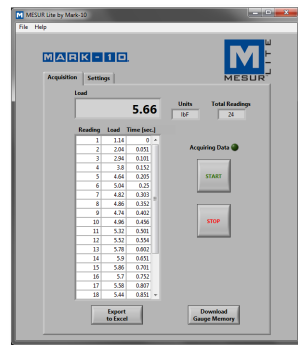 MESUR Lite by Mark-10
File Help
MARK-10
M
LITE
MESUR
Acquisition Settings
Load
5.66
Units
lbF
Total Readings
24
Reading Load Time [sec.]
1 1.14 0
2 2.04 0.051
3 2.94 0.101
4 3.8 0.152
5 4.64 0.205
6 5.04 0.25
7 4.82 0.303
8 4.86 0.352
9 4.74 0.402
10 4.96 0.456
11 5.32 0.501
12 5.52 0.554
13 5.78 0.602
14 5.9 0.651
15 5.86 0.701
16 5.7 0.752
17 5.58 0.807
18 5.44 0.851
Acquiring Data
START
STOP
Export
to Excel
Download
Gauge Memory